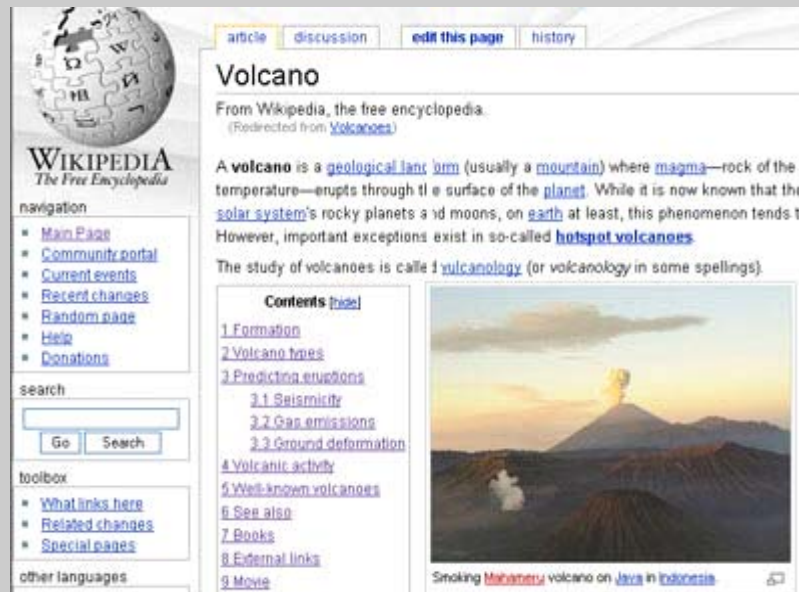 WIKIPEDIA
The Free Encyclopedia
navigation
Main Page
Community portal
Current events
Recent changes
Random page
Help
Donations
search
Go Search
toolbox
What links here
Related changes
Special pages
other languages
article discussion edit this page history
Volcano
From Wikipedia, the free encyclopedia.
(Redirected from Volcanoes)
A volcano is a geological land orm (usually a mountain) where magma—rock of the
temperature—erupts through the surface of the planet. While it is now known that the
solar system's rocky planets and moons, on earth at least, this phenomenon tends t
However, important exceptions exist in so-called hotspot volcanoes.
The study of volcanoes is called vulcanology (or volcanology in some spellings).
Contents [hide]
1 Formation
2 Volcano types
3 Predicting eruptions
3.1 Seismicity
3.2 Gas emissions
3.3 Ground deformation
4 Volcanic activity
5 Well-known volcanoes
6 See also
7 Books
8 External links
9 Movie
Smoking Mahameru volcano on Java in Indonesia.